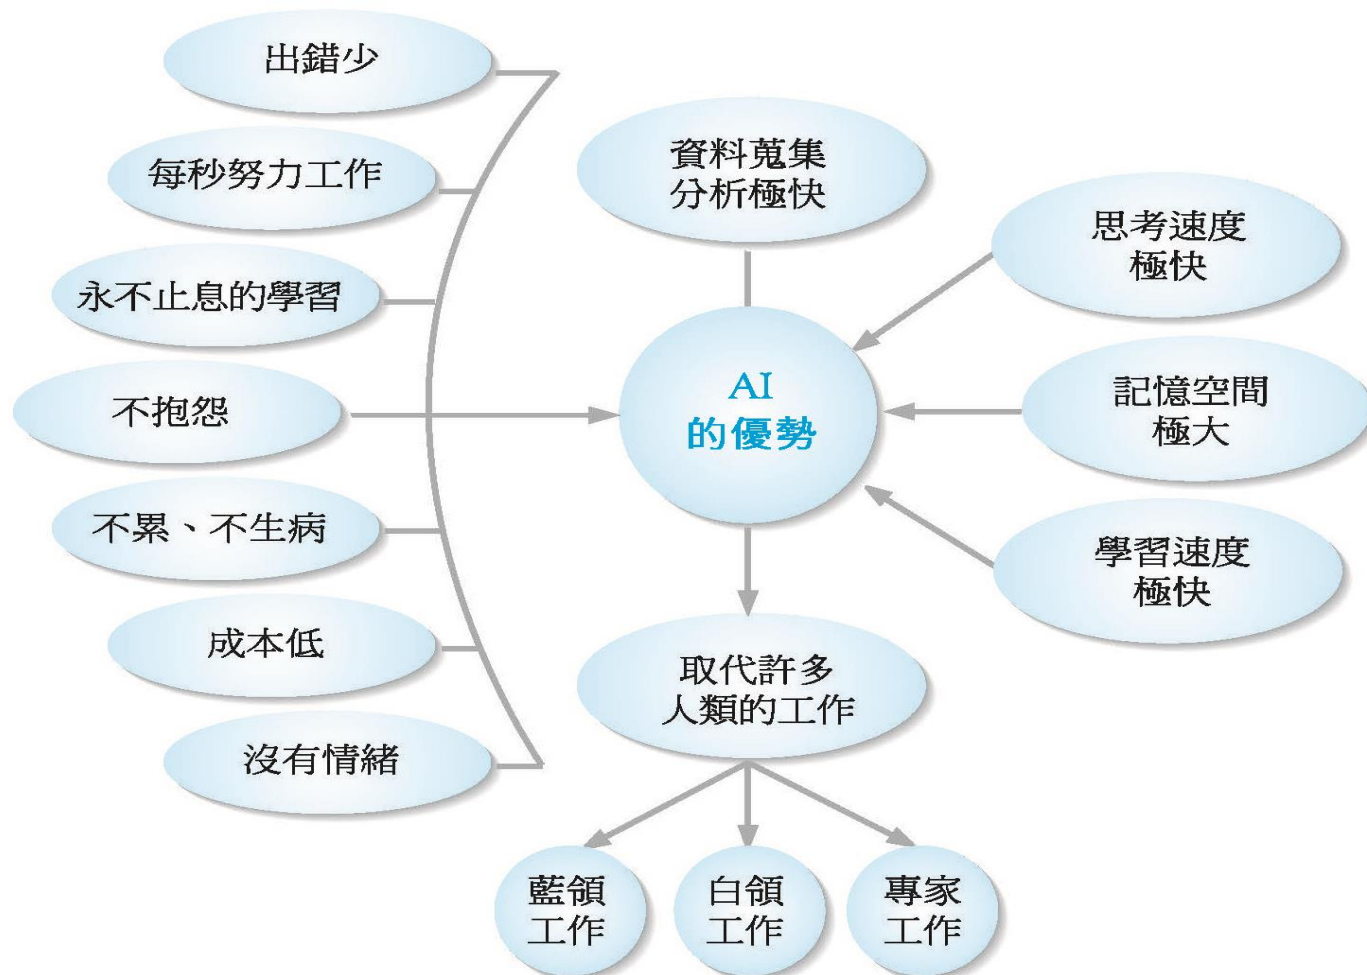 出錯少
每秒努力工作
永不止息的學習
不抱怨
不累、不生病
成本低
沒有情緒
資料蒐集
分析極快
AI
的優勢
思考速度
極快
記憶空間
極大
學習速度
極快
取代許多
人類的工作
藍領
工作
白領
工作
專家
工作